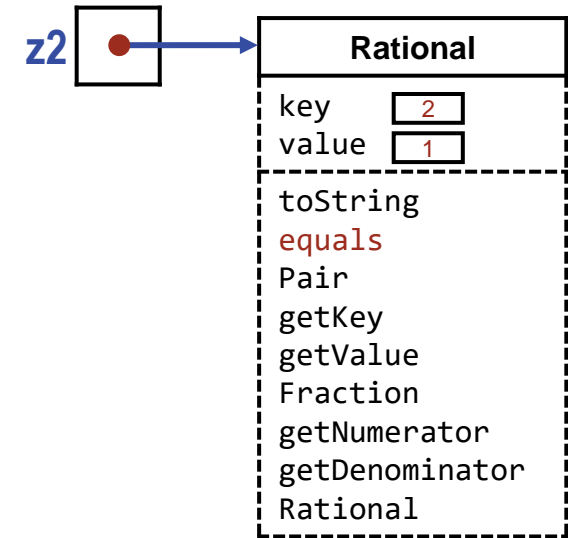 z2
Rational
key 2
value 1
toString
equals
Pair
getKey
getValue
Fraction
getNumerator
getDenominator
Rational